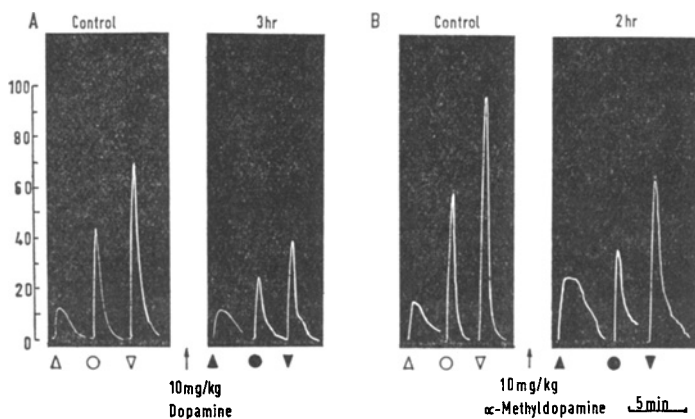 A Control 3hr B Control 2hr
100
80
60
40
20
0
10mg/kg
Dopamine
10mg/kg
α-Methyldopamine 5min